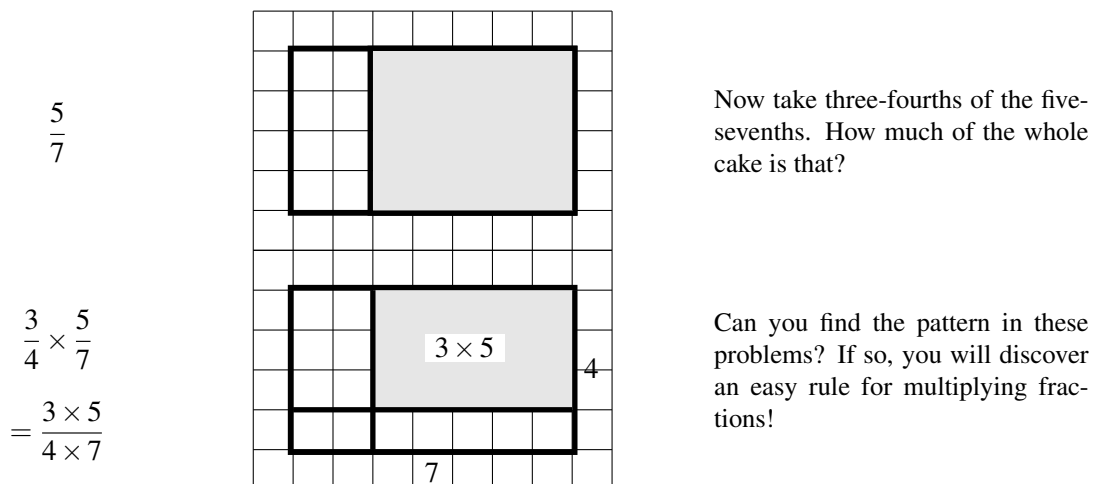 5/7
Now take three-fourths of the five-
sevenths. How much of the whole
cake is that?
3/4 × 5/7
= 3 × 5 / 4 × 7
3 × 5
4
7
Can you find the pattern in these
problems? If so, you will discover
an easy rule for multiplying frac-
tions!